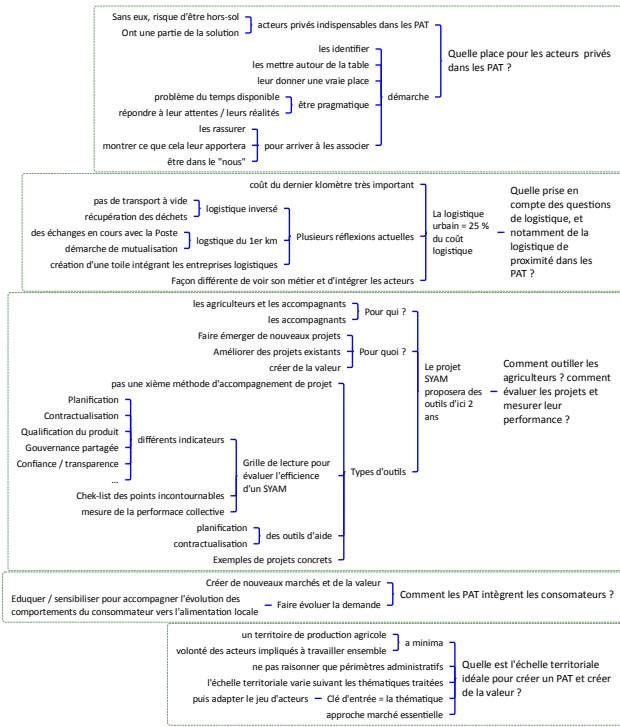 Sans eux, risque d'être hors-sol
Ont une partie de la solution
acteurs privés indispensables dans les PAT
les identifier
les mettre autour de la table
leur donner une vraie place
problème du temps disponible
répondre à leur attentes / leurs réalités
être pragmatique
les rassurer
montrer ce que cela leur apportera
être dans le "nous"
pour arriver à les associer
démarche
Quelle place pour les acteurs privés
dans les PAT ?
coût du dernier klomètre très important
pas de transport à vide
récupération des déchets
logistique inversé
des échanges en cours avec la Poste
démarche de mutualisation
logstique du 1er km
création d'une toile intégrant les entreprises logistiques
Plusieurs réflexions actuelles
Façon différente de voir son métier et d'intégrer les acteurs
La logistique
urbain = 25 %
du coût
logistique
Quelle prise en
compte des questions
de logistique, et
notamment de la
logistique de
proximité dans les
PAT ?
les agriculteurs et les accompagnants
les accompagnants
Pour qui ?
Faire émerger de nouveaux projets
Améliorer des projets existants
créer de la valeur
Pour quoi ?
pas une xième méthode d'accompagnement de projet
Planification
Contractualisation
Qualification du produit
Gouvernance partagée
Confiance / transparence
...
différents indicateurs
Chek-list des points incontournables
mesure de la performace collective
Grille de lecture pour
évaluer l'efficience
d'un SYAM
planification
contractualisation
des outils d'aide
Exemples de projets concrets
Types d'outils
Le projet
SYAM
proposera des
outils d'ici 2
ans
Comment outiller les
agriculteurs ? comment
évaluer les projets et
mesurer leur
performance ?
Créer de nouveaux marchés et de la valeur
Eduquer / sensibiliser pour accompagner l'évolution des
comportements du consommateur vers l'alimentation locale
Faire évoluer la demande
Comment les PAT intègrent les consomateurs ?
un territoire de production agricole
volonté des acteurs impliqués à travailler ensemble
a minima
ne pas raisonner que périmètres administratifs
l'échelle territoriale varie suivant les thématiques traitées
puis adapter le jeu d'acteurs
Clé d'entrée = la thématique
approche marché essentielle
Quelle est l'échelle territoriale
idéale pour créer un PAT et créer
de la valeur ?